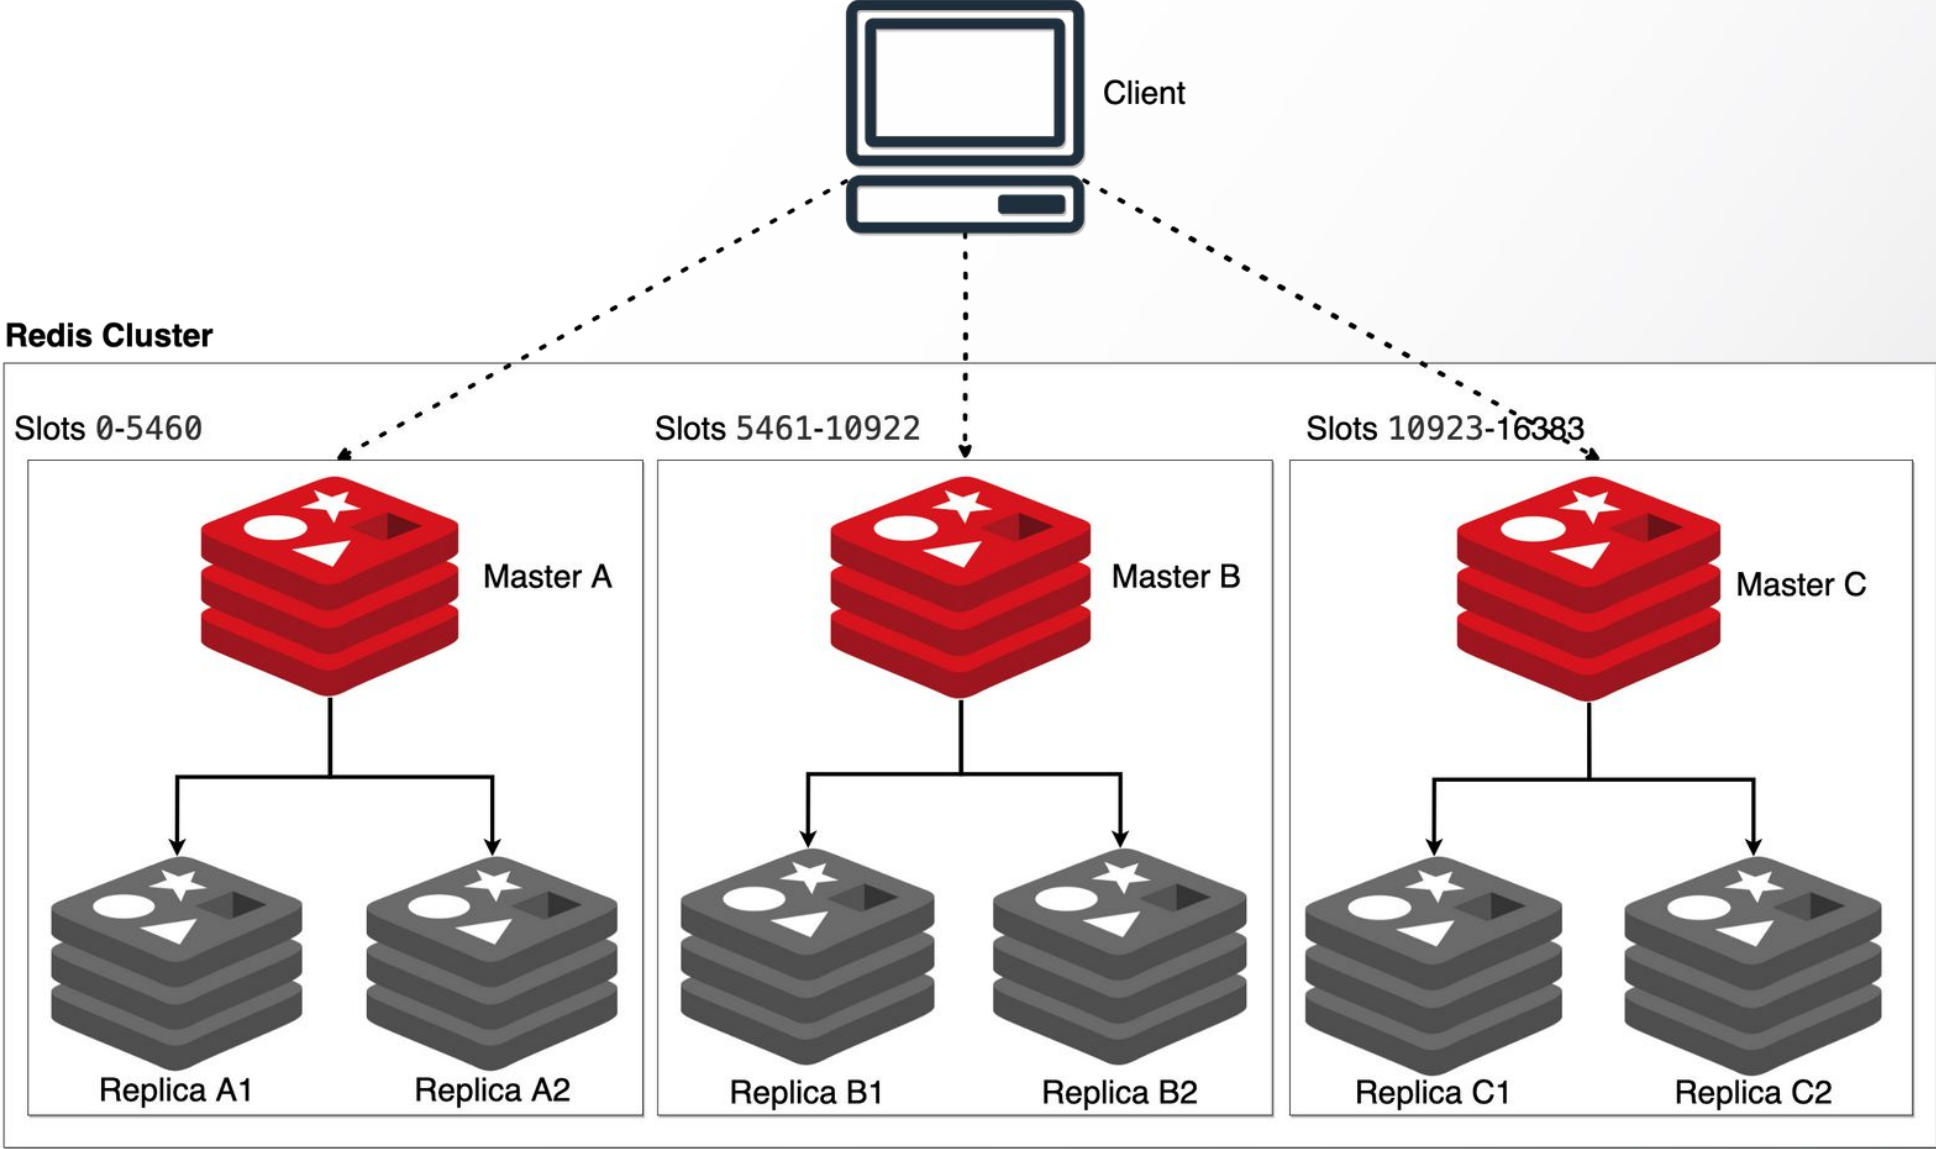 Client
Redis Cluster
Slots 0-5460
Slots 5461-10922
Slots 10923-16383
Master A
Master B
Master C
Replica A1
Replica A2
Replica B1
Replica B2
Replica C1
Replica C2